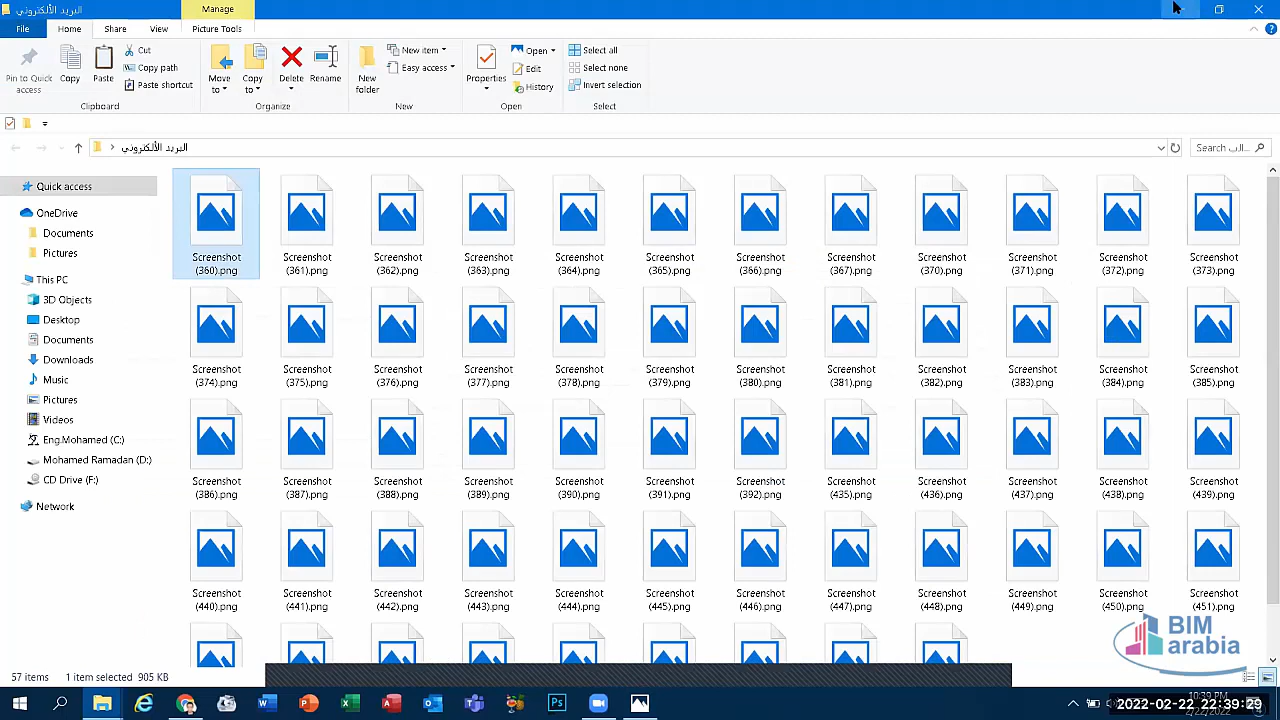 البريد الألكتروني
Manage
File
Home
Share
View
Picture Tools
Pin to Quick access
Copy
Paste
Cut
Copy path
Paste shortcut
Clipboard
Move to
Copy to
Delete
Rename
Organize
New folder
New item
Easy access
New
Properties
Open
Edit
History
Open
Select all
Select none
Invert selection
Select
البريد الألكتروني
Search الب...
Quick access
OneDrive
Documents
Pictures
This PC
3D Objects
Desktop
Documents
Downloads
Music
Pictures
Videos
Eng.Mohamed (C:)
Mohamed Ramadan (D:)
CD Drive (F:)
Network
Screenshot (360).png
Screenshot (361).png
Screenshot (362).png
Screenshot (363).png
Screenshot (364).png
Screenshot (365).png
Screenshot (366).png
Screenshot (367).png
Screenshot (370).png
Screenshot (371).png
Screenshot (372).png
Screenshot (373).png
Screenshot (374).png
Screenshot (375).png
Screenshot (376).png
Screenshot (377).png
Screenshot (378).png
Screenshot (379).png
Screenshot (380).png
Screenshot (381).png
Screenshot (382).png
Screenshot (383).png
Screenshot (384).png
Screenshot (385).png
Screenshot (386).png
Screenshot (387).png
Screenshot (388).png
Screenshot (389).png
Screenshot (390).png
Screenshot (391).png
Screenshot (392).png
Screenshot (435).png
Screenshot (436).png
Screenshot (437).png
Screenshot (438).png
Screenshot (439).png
Screenshot (440).png
Screenshot (441).png
Screenshot (442).png
Screenshot (443).png
Screenshot (444).png
Screenshot (445).png
Screenshot (446).png
Screenshot (447).png
Screenshot (448).png
Screenshot (449).png
Screenshot (450).png
Screenshot (451).png
BIM
arabia
57 items
1 item selected 905 KB
10:39 PM
2022-02-22 22:39:29
2/22/2022